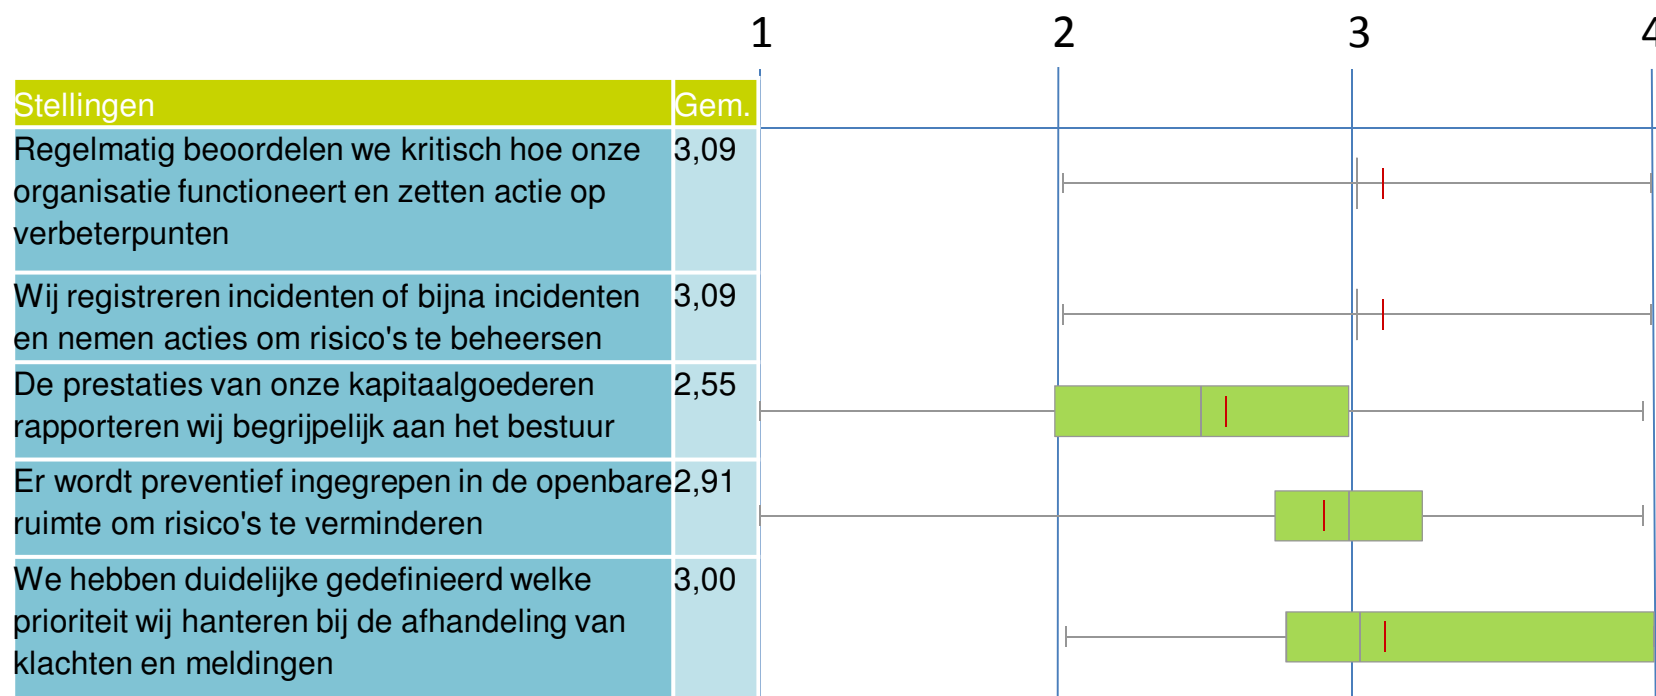 1 2 3 4
Stellingen Gem.
Regelmatig beoordelen we kritisch hoe onze 3,09
organisatie functioneert en zetten actie op
verbeterpunten
Wij registreren incidenten of bijna incidenten 3,09
en nemen acties om risico's te beheersen
De prestaties van onze kapitaalgoederen 2,55
rapporteren wij begrijpelijk aan het bestuur
Er wordt preventief ingegrepen in de openbare 2,91
ruimte om risico's te verminderen
We hebben duidelijke gedefinieerd welke 3,00
prioriteit wij hanteren bij de afhandeling van
klachten en meldingen